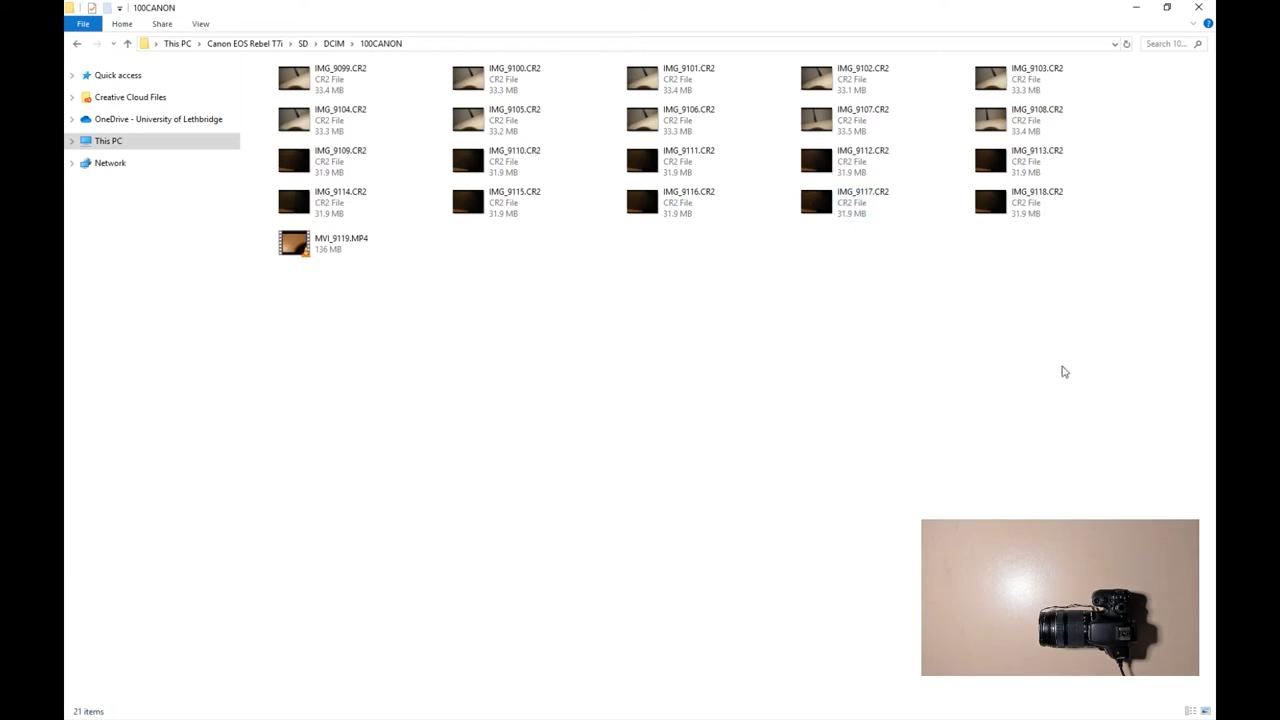 100CANON
File Home Share View
This PC Canon EOS Rebel T7i SD DCIM 100CANON Search 10...
Quick access
Creative Cloud Files
OneDrive - University of Lethbridge
This PC
Network
IMG_9099.CR2
CR2 File
33.4 MB
IMG_9100.CR2
CR2 File
33.3 MB
IMG_9101.CR2
CR2 File
33.4 MB
IMG_9102.CR2
CR2 File
33.1 MB
IMG_9103.CR2
CR2 File
33.3 MB
IMG_9104.CR2
CR2 File
33.3 MB
IMG_9105.CR2
CR2 File
33.2 MB
IMG_9106.CR2
CR2 File
33.3 MB
IMG_9107.CR2
CR2 File
33.5 MB
IMG_9108.CR2
CR2 File
33.4 MB
IMG_9109.CR2
CR2 File
31.9 MB
IMG_9110.CR2
CR2 File
31.9 MB
IMG_9111.CR2
CR2 File
31.9 MB
IMG_9112.CR2
CR2 File
31.9 MB
IMG_9113.CR2
CR2 File
31.9 MB
IMG_9114.CR2
CR2 File
31.9 MB
IMG_9115.CR2
CR2 File
31.9 MB
IMG_9116.CR2
CR2 File
31.9 MB
IMG_9117.CR2
CR2 File
31.9 MB
IMG_9118.CR2
CR2 File
31.9 MB
MVI_9119.MP4
136 MB
21 items